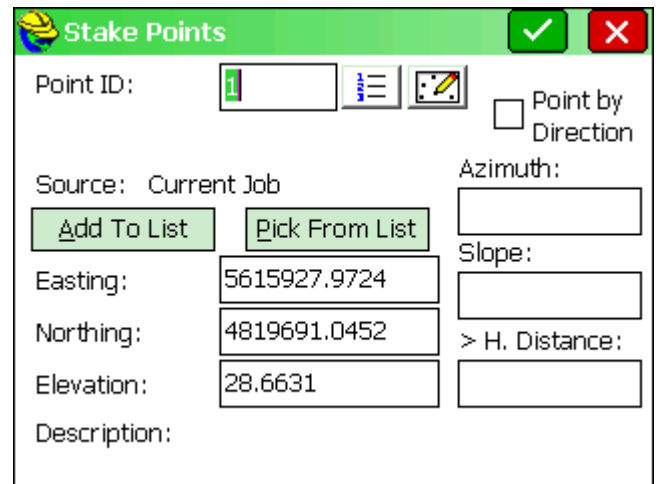 Stake Points
Point ID: 1
Point by
Direction
Source: Current Job
Azimuth:
Add To List Pick From List
Slope:
Easting: 5615927.9724
Northing: 4819691.0452
> H. Distance:
Elevation: 28.6631
Description: